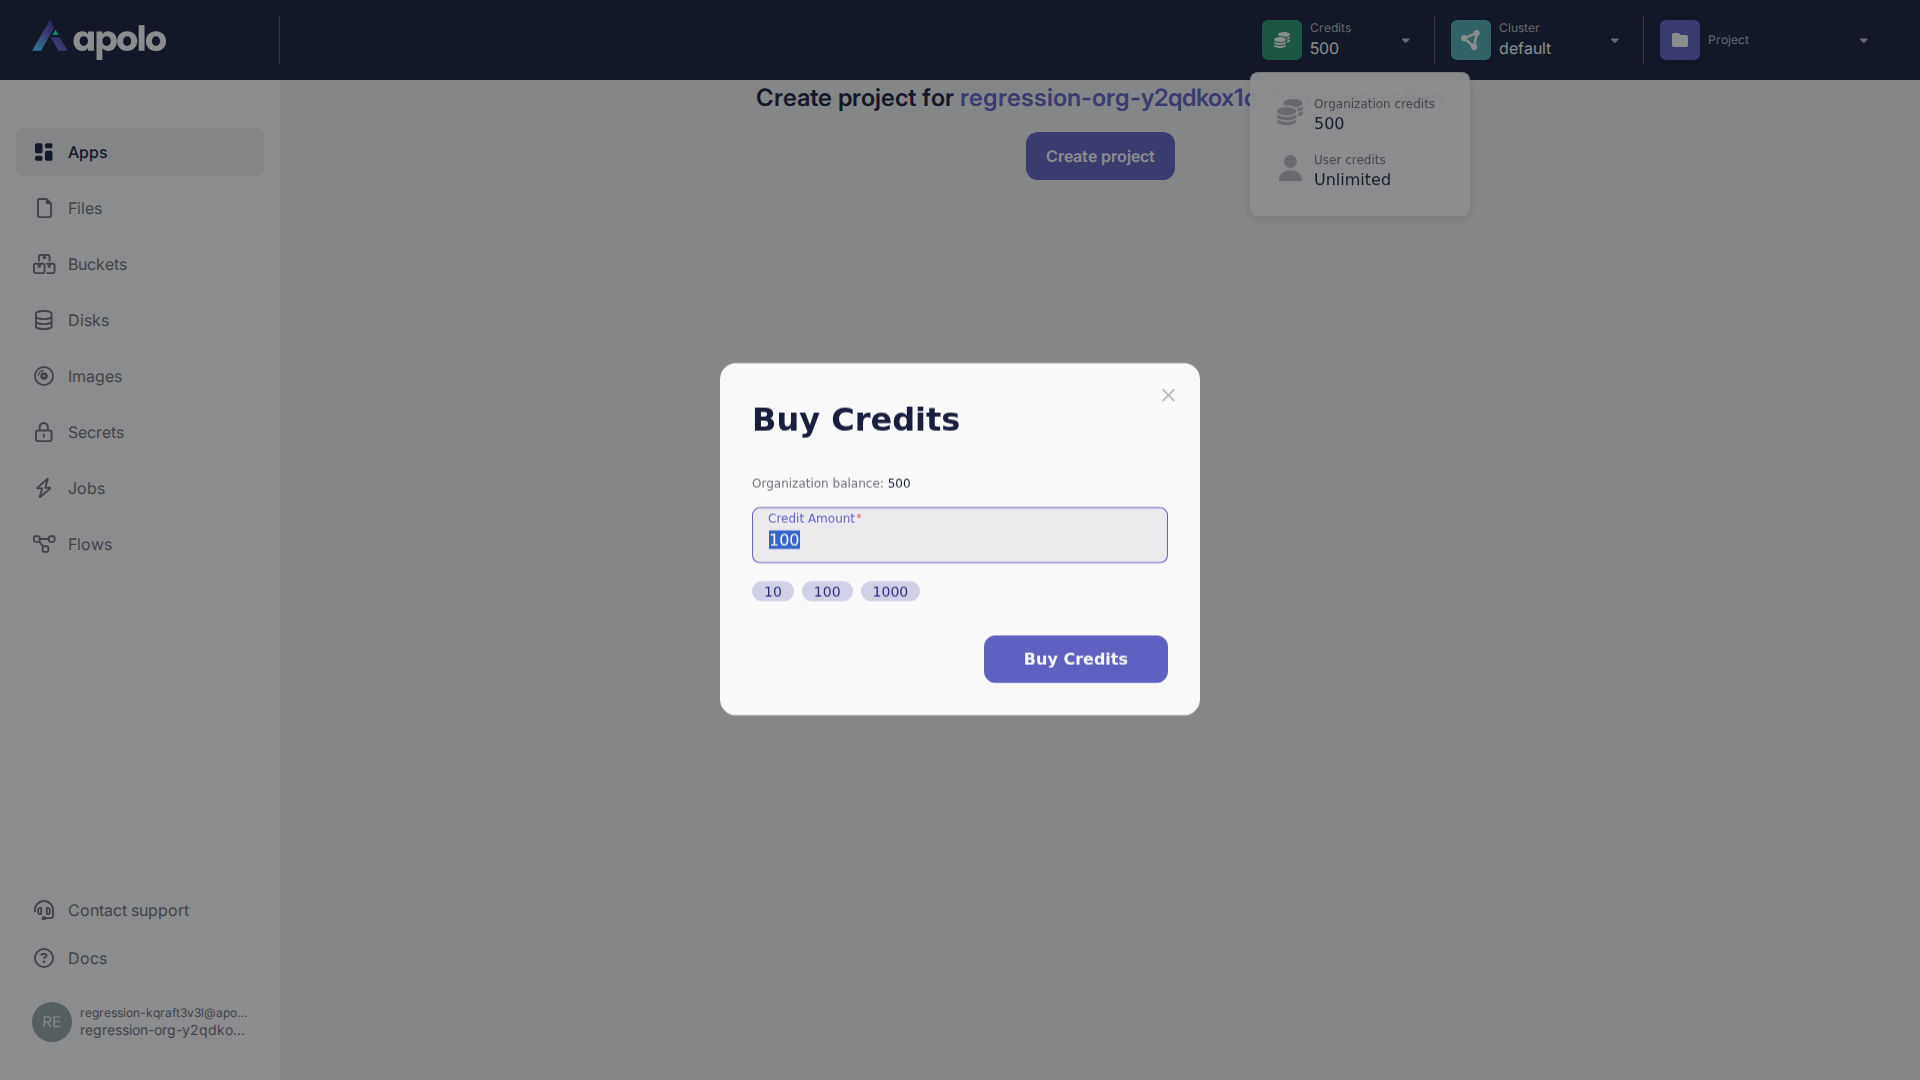 apolo
Credits
500
Cluster
default
Project
Create project for regression-org-y2qdkox1
Create project
Organization credits
500
User credits
Unlimited
Apps
Files
Buckets
Disks
Images
Secrets
Jobs
Flows
Buy Credits
Organization balance: 500
Credit Amount*
100
10 100 1000
Buy Credits
Contact support
Docs
RE
regression-kqraft3v3l@apo...
regression-org-y2qdko...